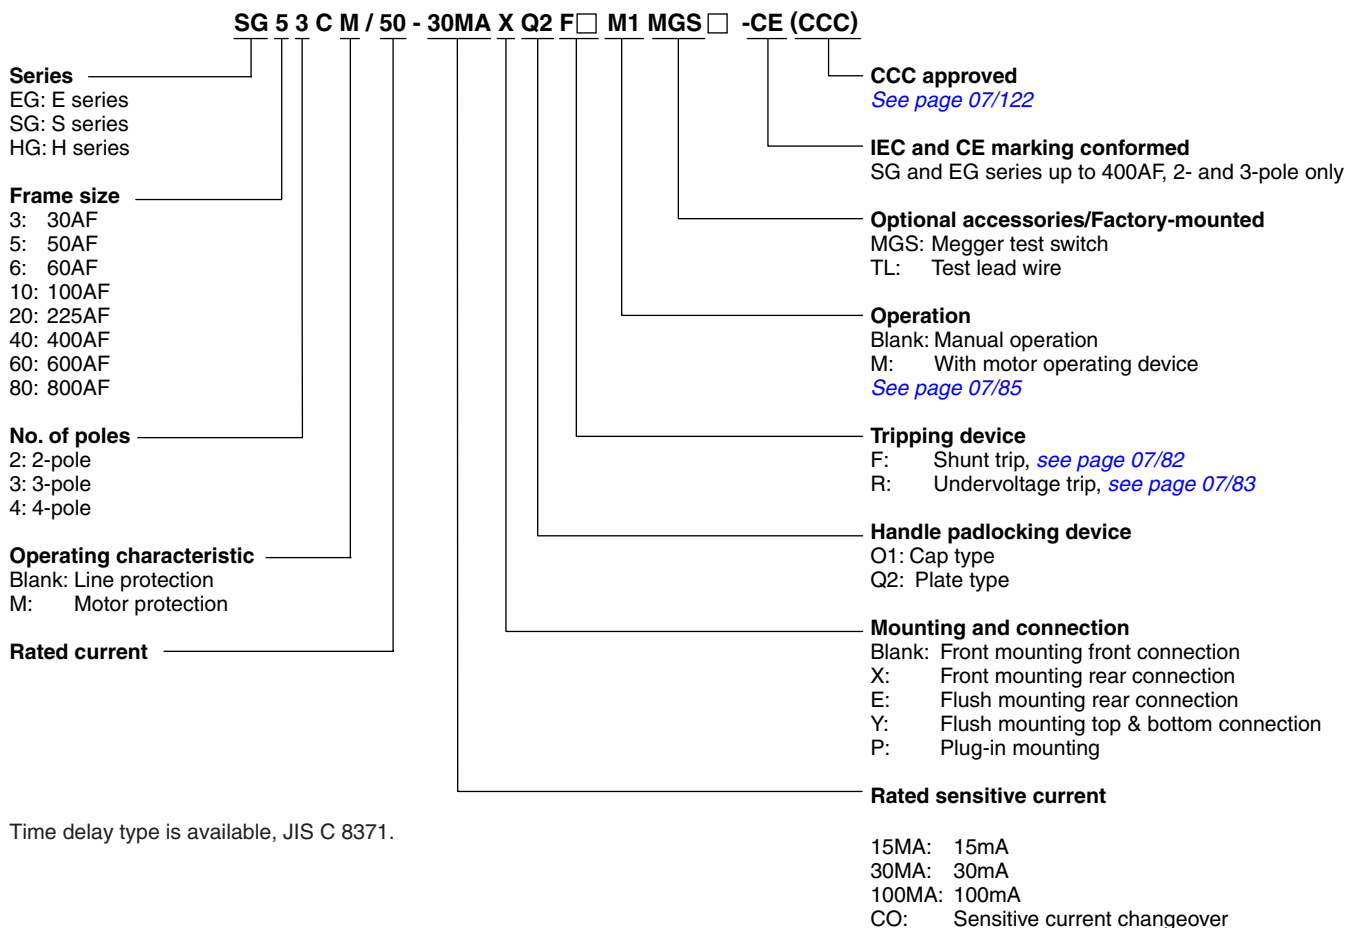 SG 5 3 C M / 50 - 30MA X Q2 F□ M1 MGS□ -CE (CCC)
Series
EG: E series
SG: S series
HG: H series
Frame size
3: 30AF
5: 50AF
6: 60AF
10: 100AF
20: 225AF
40: 400AF
60: 600AF
80: 800AF
No. of poles
2: 2-pole
3: 3-pole
4: 4-pole
Operating characteristic
Blank: Line protection
M: Motor protection
Rated current
Time delay type is available, JIS C 8371.
CCC approved
See page 07/122
IEC and CE marking conformed
SG and EG series up to 400AF, 2- and 3-pole only
Optional accessories/Factory-mounted
MGS: Megger test switch
TL: Test lead wire
Operation
Blank: Manual operation
M: With motor operating device
See page 07/85
Tripping device
F: Shunt trip, see page 07/82
R: Undervoltage trip, see page 07/83
Handle padlocking device
O1: Cap type
Q2: Plate type
Mounting and connection
Blank: Front mounting front connection
X: Front mounting rear connection
E: Flush mounting rear connection
Y: Flush mounting top & bottom connection
P: Plug-in mounting
Rated sensitive current
15MA: 15mA
30MA: 30mA
100MA: 100mA
CO: Sensitive current changeover